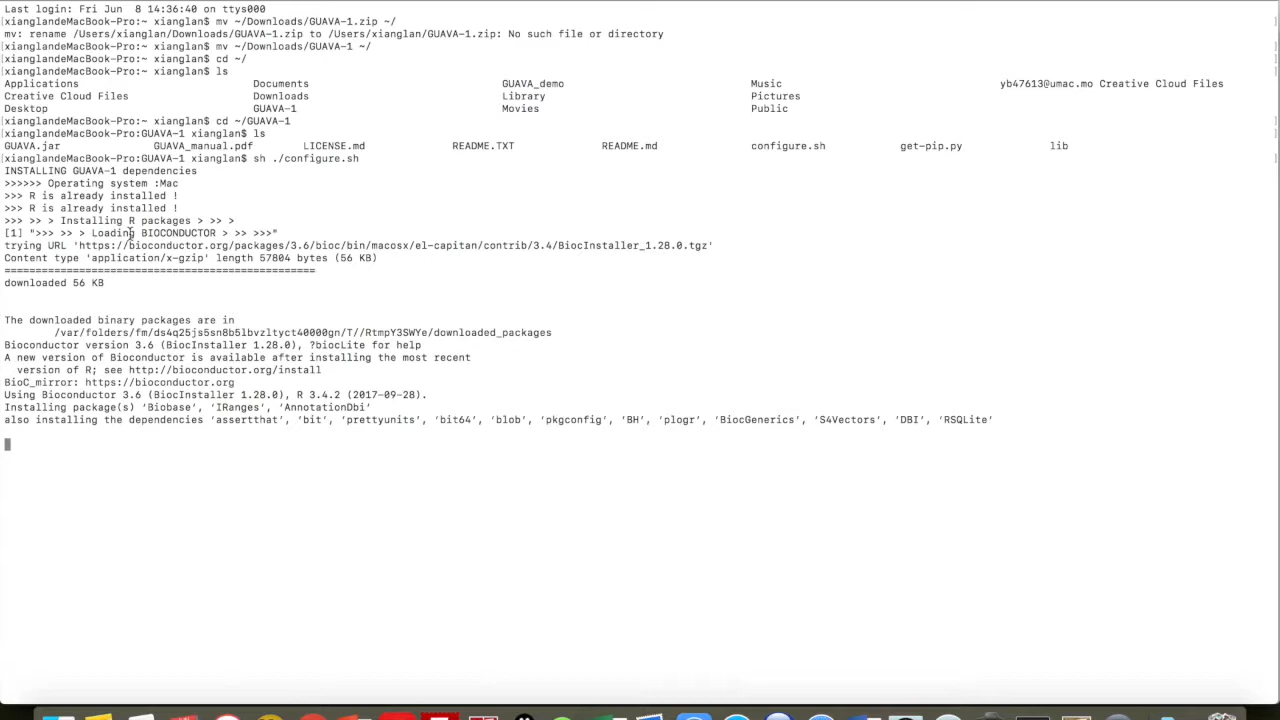 Last login: Fri Jun  8 14:36:40 on ttys000
[xianglandeMacBook-Pro:~ xianglan$ mv ~/Downloads/GUAVA-1.zip ~/
mv: rename /Users/xianglan/Downloads/GUAVA-1.zip to /Users/xianglan/GUAVA-1.zip: No such file or directory
[xianglandeMacBook-Pro:~ xianglan$ mv ~/Downloads/GUAVA-1 ~/
[xianglandeMacBook-Pro:~ xianglan$ cd ~/
[xianglandeMacBook-Pro:~ xianglan$ ls
Applications Documents GUAVA_demo Music yb47613@umac.mo Creative Cloud Files
Creative Cloud Files Downloads Library Pictures
Desktop GUAVA-1 Movies Public
[xianglandeMacBook-Pro:~ xianglan$ cd ~/GUAVA-1
[xianglandeMacBook-Pro:GUAVA-1 xianglan$ ls
GUAVA.jar GUAVA_manual.pdf LICENSE.md README.TXT README.md configure.sh get-pip.py lib
[xianglandeMacBook-Pro:GUAVA-1 xianglan$ sh ./configure.sh
INSTALLING GUAVA-1 dependencies
>>>>>> Operating system :Mac
>>> R is already installed !
>>> R is already installed !
>>> >> > Installing R packages > >> >
[1] ">>> >> > Loading BIOCONDUCTOR > >> >>>"
trying URL 'https://bioconductor.org/packages/3.6/bioc/bin/macosx/el-capitan/contrib/3.4/BiocInstaller_1.28.0.tgz'
Content type 'application/x-gzip' length 57804 bytes (56 KB)
==================================================
downloaded 56 KB
The downloaded binary packages are in
/var/folders/fm/ds4q25js5sn8b5lbvzltyct40000gn/T//RtmpY3SWYe/downloaded_packages
Bioconductor version 3.6 (BiocInstaller 1.28.0), ?biocLite for help
A new version of Bioconductor is available after installing the most recent
version of R; see http://bioconductor.org/install
BioC_mirror: https://bioconductor.org
Using Bioconductor 3.6 (BiocInstaller 1.28.0), R 3.4.2 (2017-09-28).
Installing package(s) ‘Biobase’, ‘IRanges’, ‘AnnotationDbi’
also installing the dependencies ‘assertthat’, ‘bit’, ‘prettyunits’, ‘bit64’, ‘blob’, ‘pkgconfig’, ‘BH’, ‘plogr’, ‘BiocGenerics’, ‘S4Vectors’, ‘DBI’, ‘RSQLite’